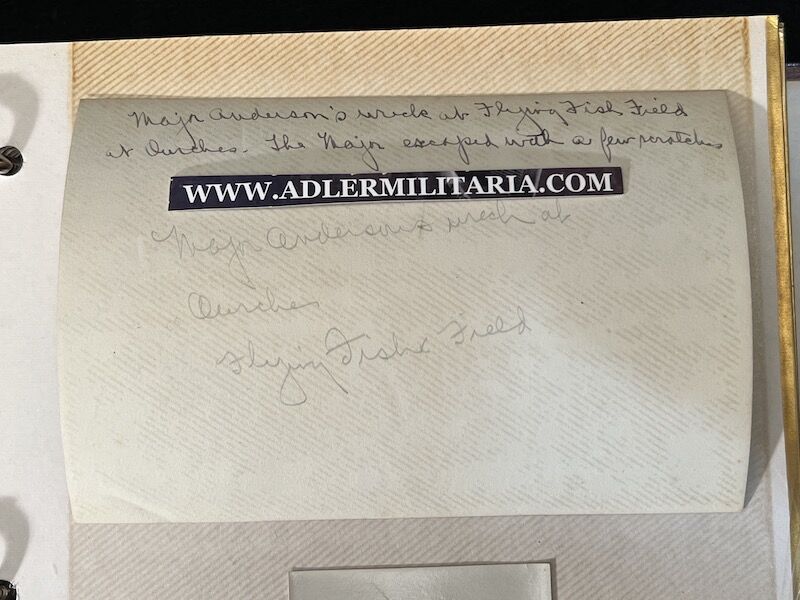 Major Anderson's wreck at Flying Fish Field
at Ourches. The Major escaped with a few scratches
WWW.ADLERMILITARIA.COM
Major Anderson's wreck at
Ourches
Flying Fish Field